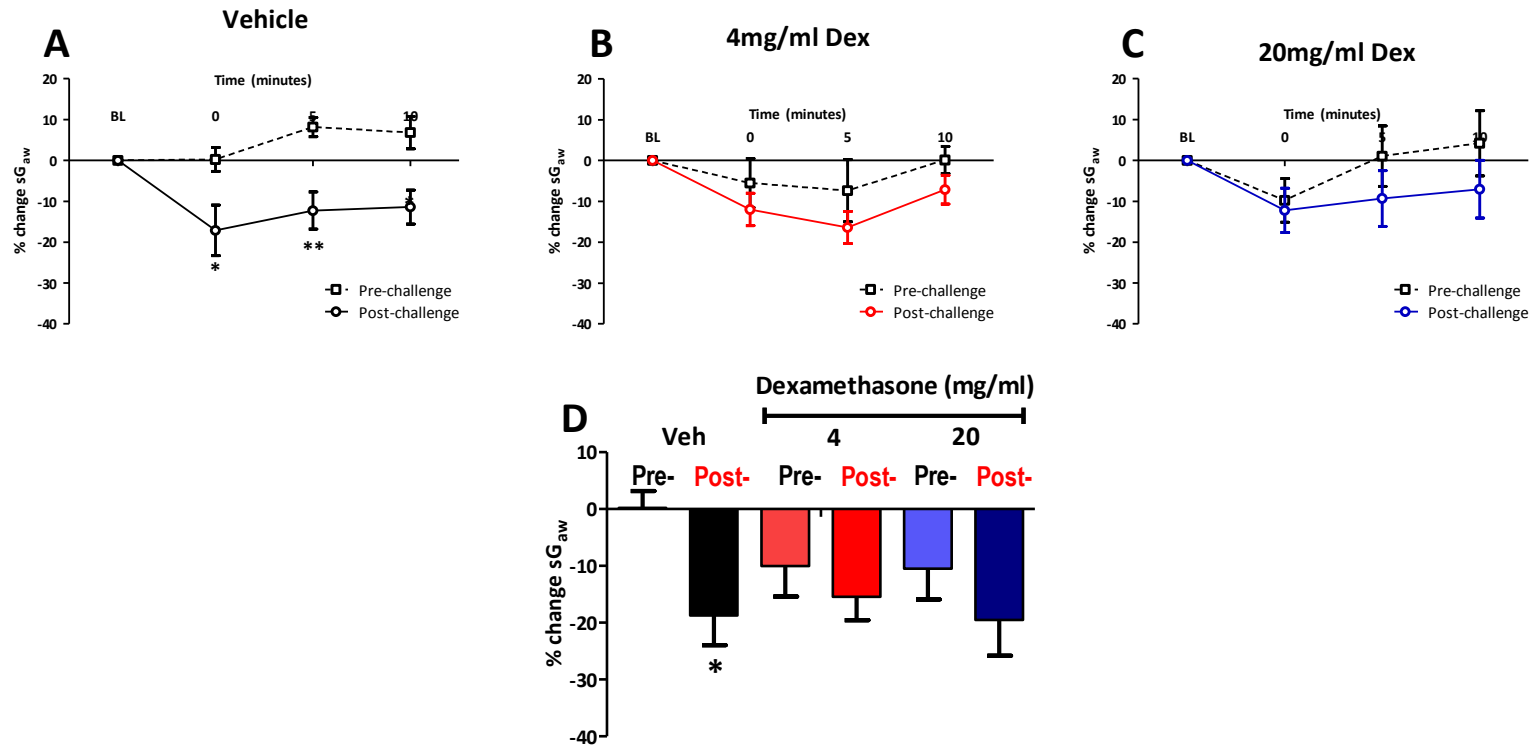 A
Vehicle
20
10
0
-10
-20
-30
-40
% change sGaw
Time (minutes)
BL
0
5
10
*
**
*
Pre-challenge
Post-challenge
B
4mg/ml Dex
20
10
0
-10
-20
-30
-40
% change sGaw
Time (minutes)
BL
0
5
10
Pre-challenge
Post-challenge
C
20mg/ml Dex
20
10
0
-10
-20
-30
-40
% change sGaw
Time (minutes)
BL
0
5
10
Pre-challenge
Post-challenge
D
Dexamethasone (mg/ml)
Veh 4 20
Pre- Post- Pre- Post- Pre- Post-
10
0
-10
-20
-30
-40
% change sGaw
*